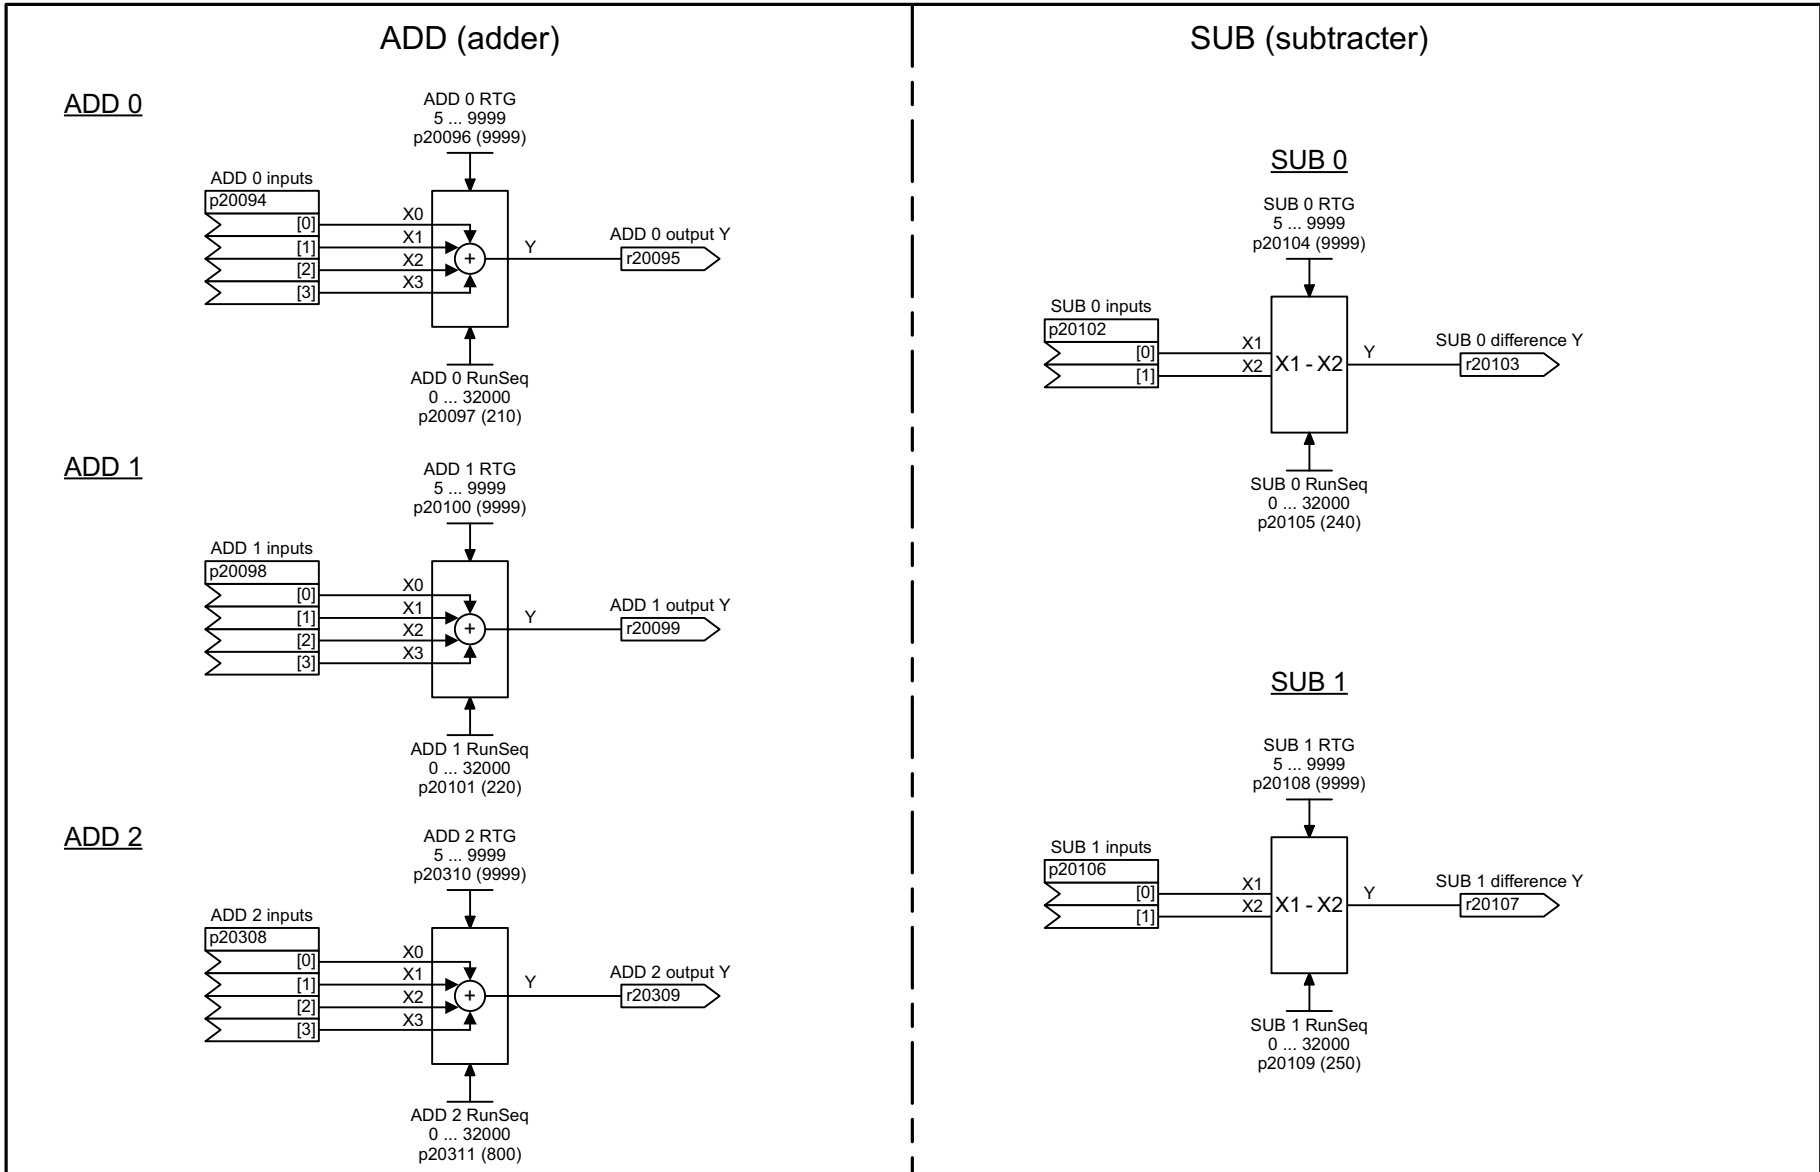 ADD (adder)
ADD 0
ADD 0 RTG
5 ... 9999
p20096 (9999)
ADD 0 inputs
p20094
[0]
[1]
[2]
[3]
X0
X1
X2
X3
+
Y
ADD 0 output Y
r20095
ADD 0 RunSeq
0 ... 32000
p20097 (210)
ADD 1
ADD 1 RTG
5 ... 9999
p20100 (9999)
ADD 1 inputs
p20098
[0]
[1]
[2]
[3]
X0
X1
X2
X3
+
Y
ADD 1 output Y
r20099
ADD 1 RunSeq
0 ... 32000
p20101 (220)
ADD 2
ADD 2 RTG
5 ... 9999
p20310 (9999)
ADD 2 inputs
p20308
[0]
[1]
[2]
[3]
X0
X1
X2
X3
+
Y
ADD 2 output Y
r20309
ADD 2 RunSeq
0 ... 32000
p20311 (800)
SUB (subtracter)
SUB 0
SUB 0 RTG
5 ... 9999
p20104 (9999)
SUB 0 inputs
p20102
[0]
[1]
X1
X2
X1 - X2
Y
SUB 0 difference Y
r20103
SUB 0 RunSeq
0 ... 32000
p20105 (240)
SUB 1
SUB 1 RTG
5 ... 9999
p20108 (9999)
SUB 1 inputs
p20106
[0]
[1]
X1
X2
X1 - X2
Y
SUB 1 difference Y
r20107
SUB 1 RunSeq
0 ... 32000
p20109 (250)